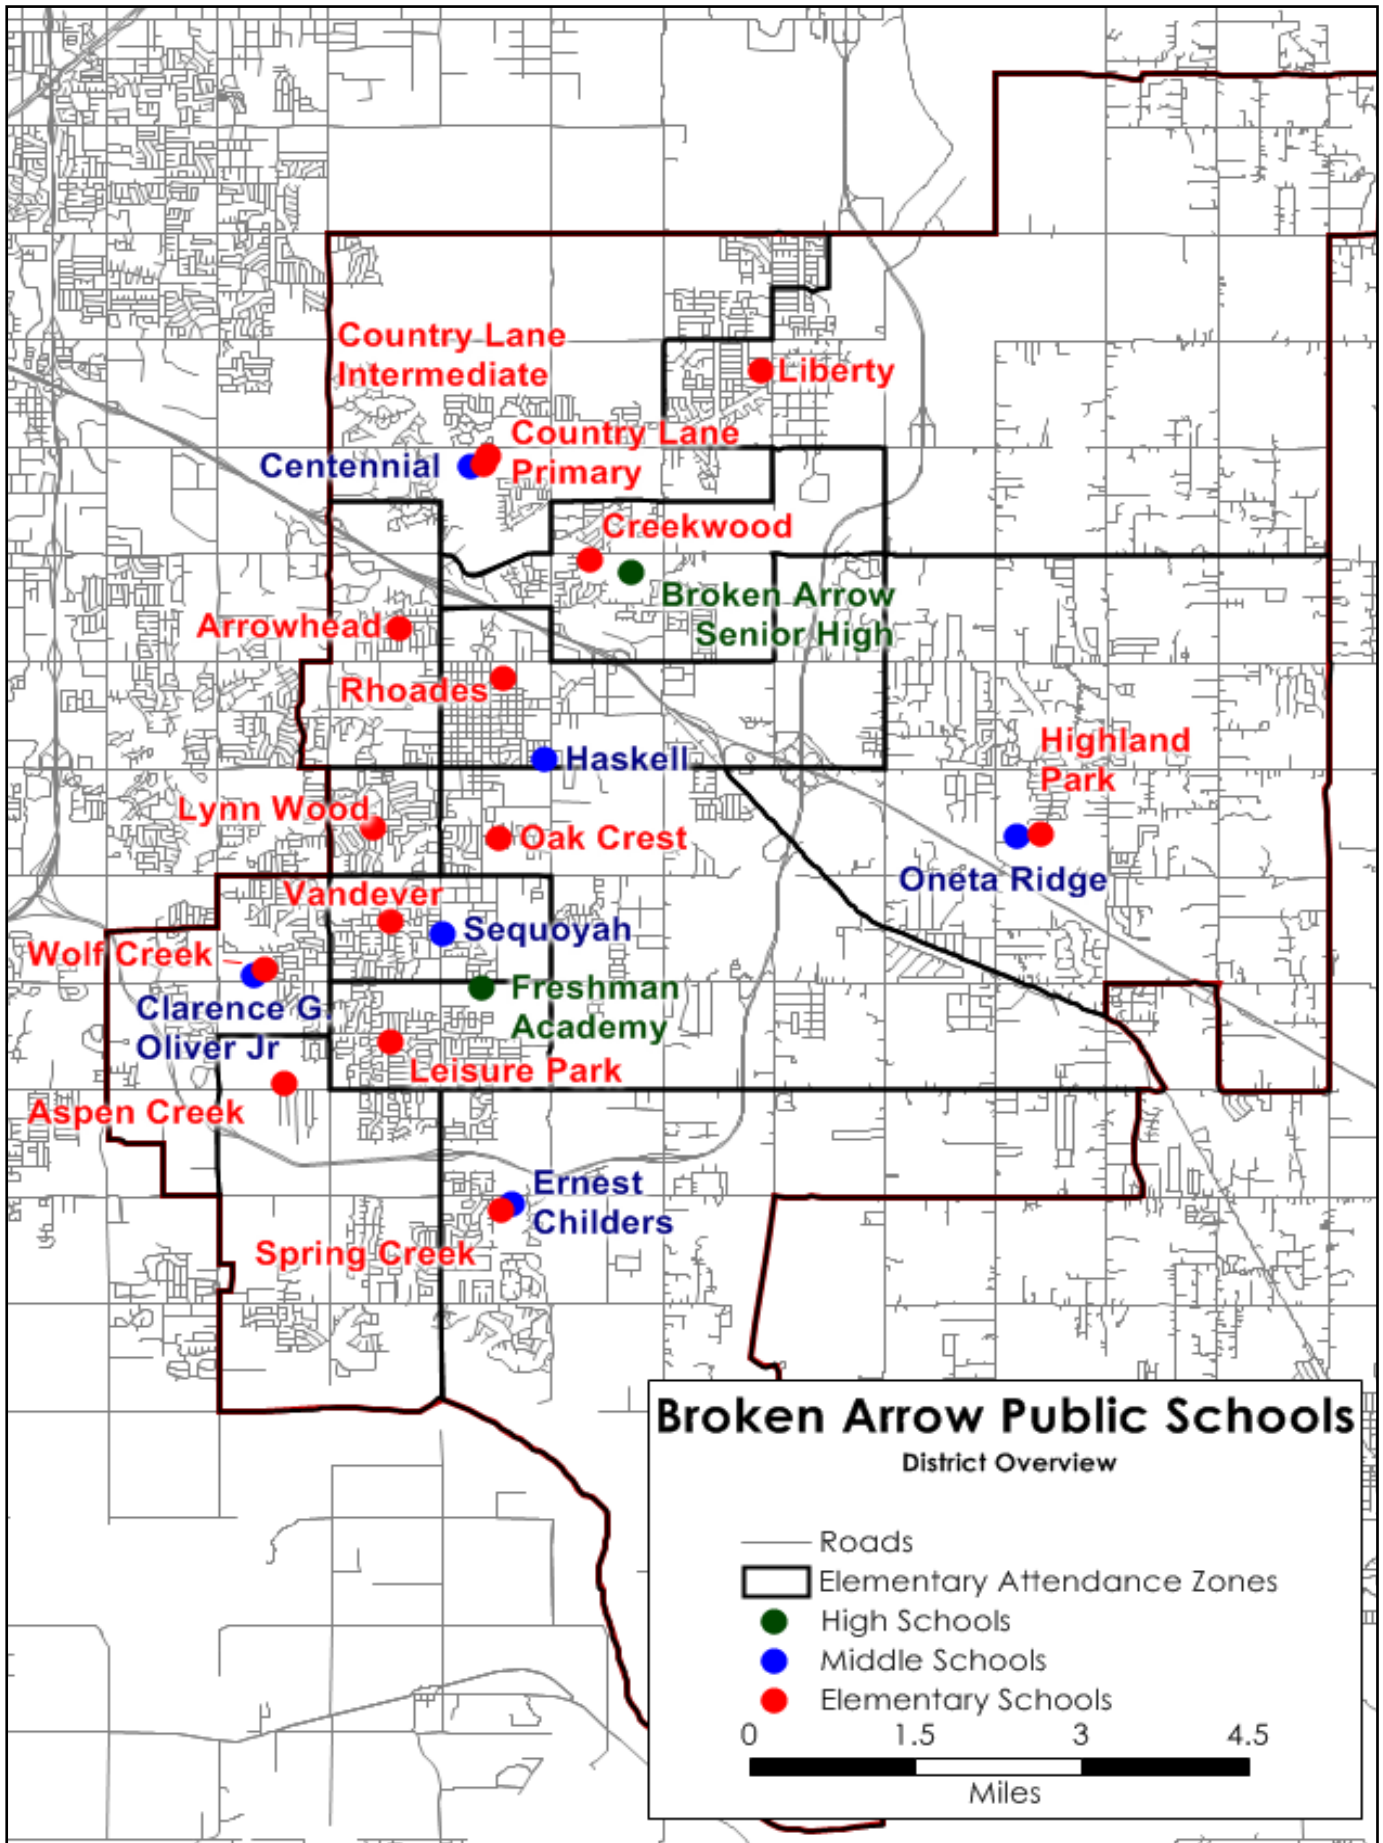 Country Lane
Intermediate
Liberty
Country Lane
Primary
Centennial
Creekwood
Broken Arrow
Senior High
Arrowhead
Rhoades
Haskell
Highland
Park
Lynn Wood
Oak Crest
Oneta Ridge
Vandever
Sequoyah
Wolf Creek
Freshman
Academy
Clarence G.
Oliver Jr
Leisure Park
Aspen Creek
Ernest
Childers
Spring Creek
Broken Arrow Public Schools
District Overview
Roads
Elementary Attendance Zones
High Schools
Middle Schools
Elementary Schools
0 1.5 3 4.5
Miles